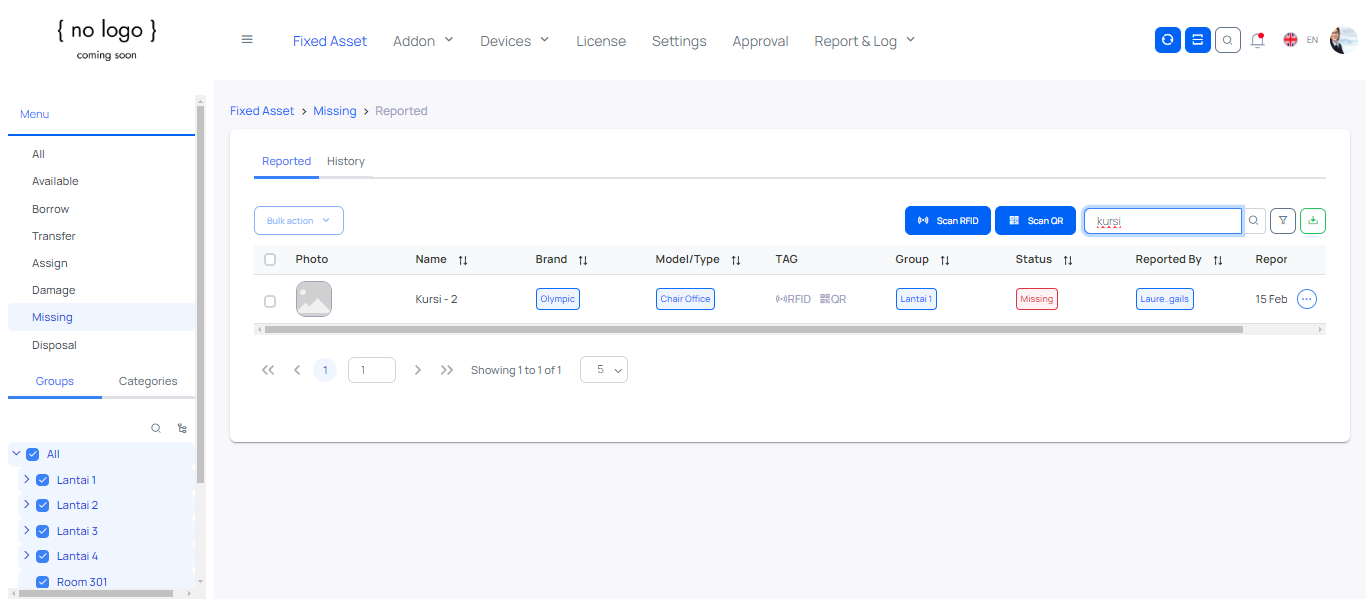 { no logo }
coming soon
Fixed Asset Addon Devices License Settings Approval Report & Log EN
Menu
All
Available
Borrow
Transfer
Assign
Damage
Missing
Disposal
Groups Categories
All
Lantai 1
Lantai 2
Lantai 3
Lantai 4
Room 301
Fixed Asset > Missing > Reported
Reported History
Bulk action Scan RFID Scan QR kursi
Photo Name Brand Model/Type TAG Group Status Reported By Repor
Kursi - 2 Olympic Chair Office RFID QR Lantai 1 Missing Laure..gails 15 Feb
1 1 Showing 1 to 1 of 1 5